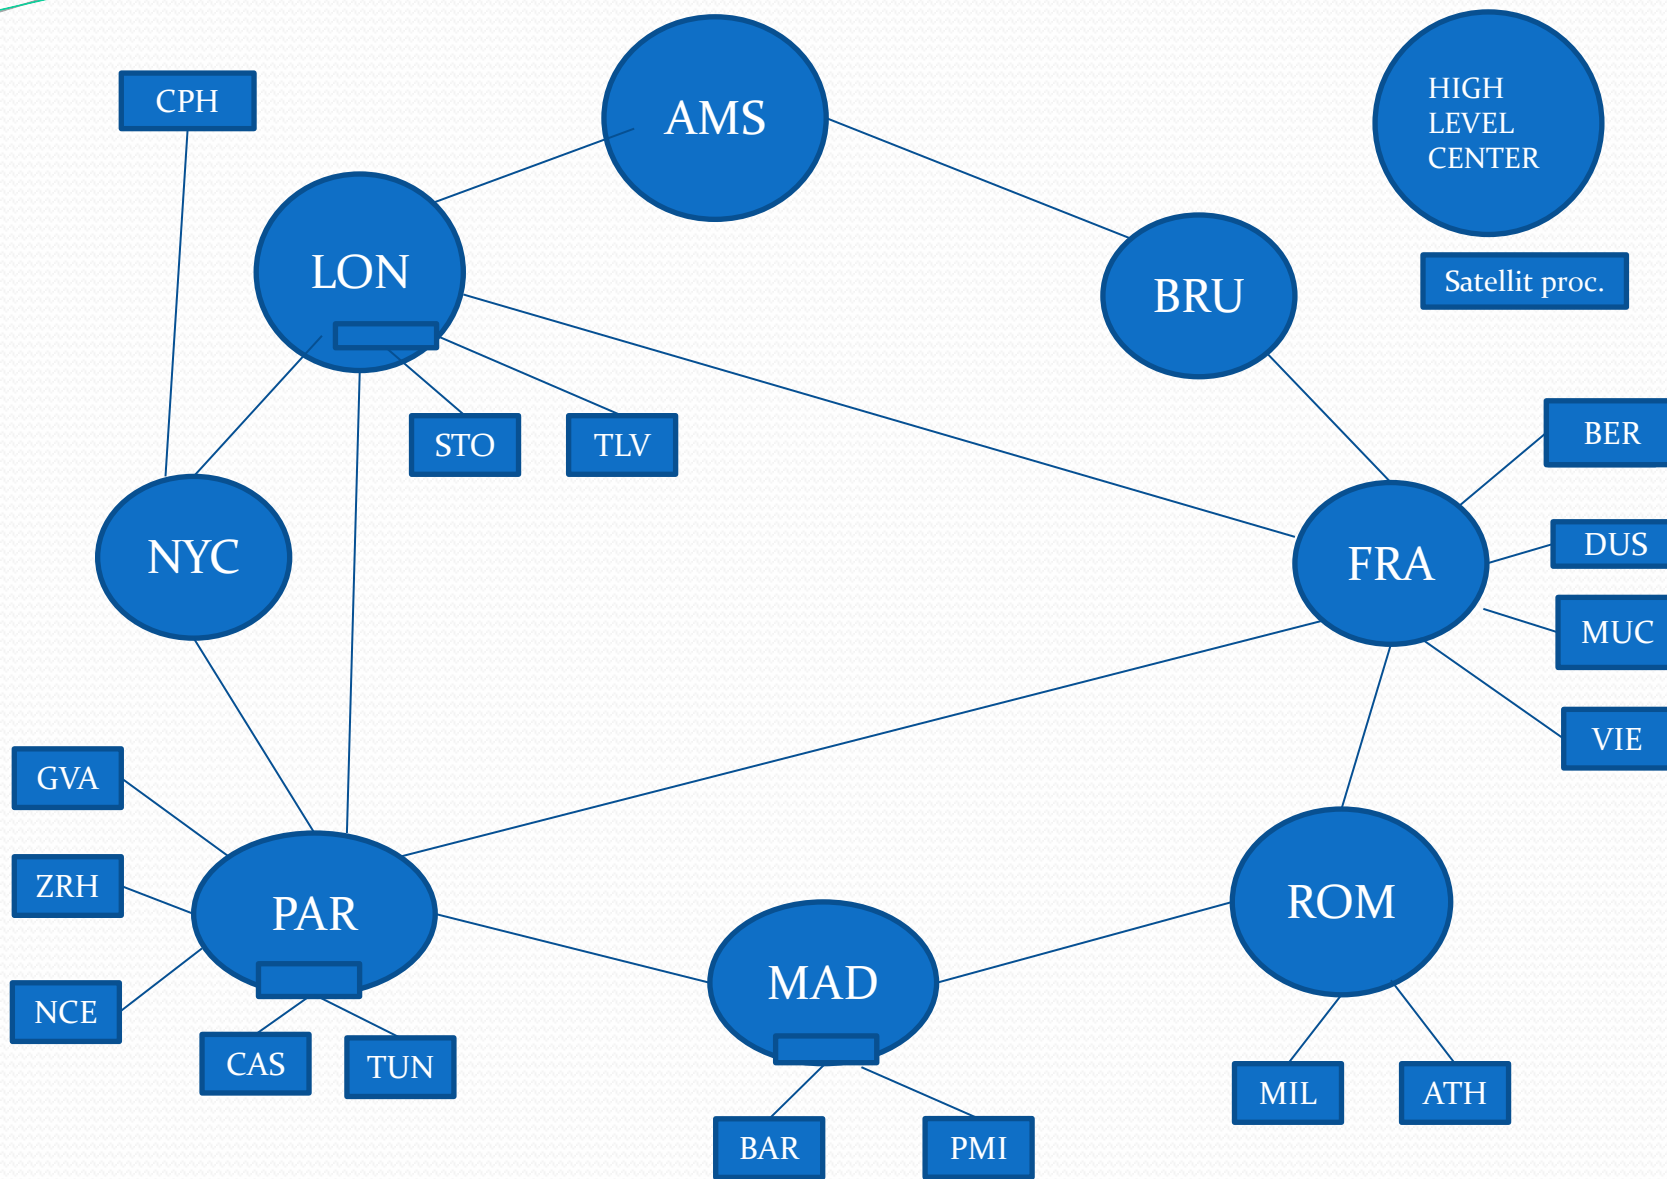 AMS
HIGH
LEVEL
CENTER
CPH
LON
BRU
Satellit proc.
STO
TLV
BER
NYC
FRA
DUS
MUC
VIE
GVA
ZRH
PAR
ROM
MAD
NCE
CAS
TUN
MIL
ATH
BAR
PMI